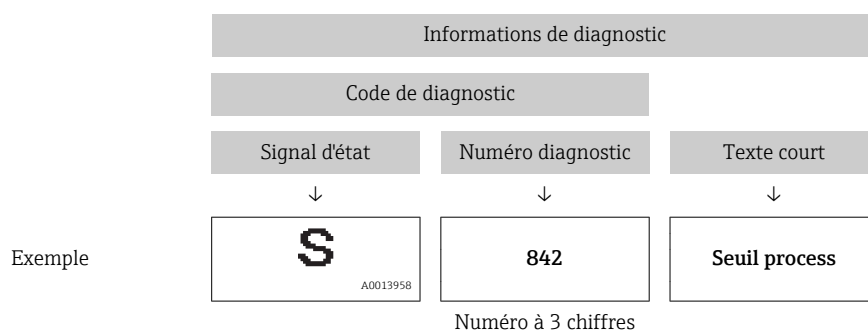 Informations de diagnostic
Code de diagnostic
Signal d'état Numéro diagnostic Texte court
↓ ↓ ↓
Exemple S 842 Seuil process
A0013958
Numéro à 3 chiffres